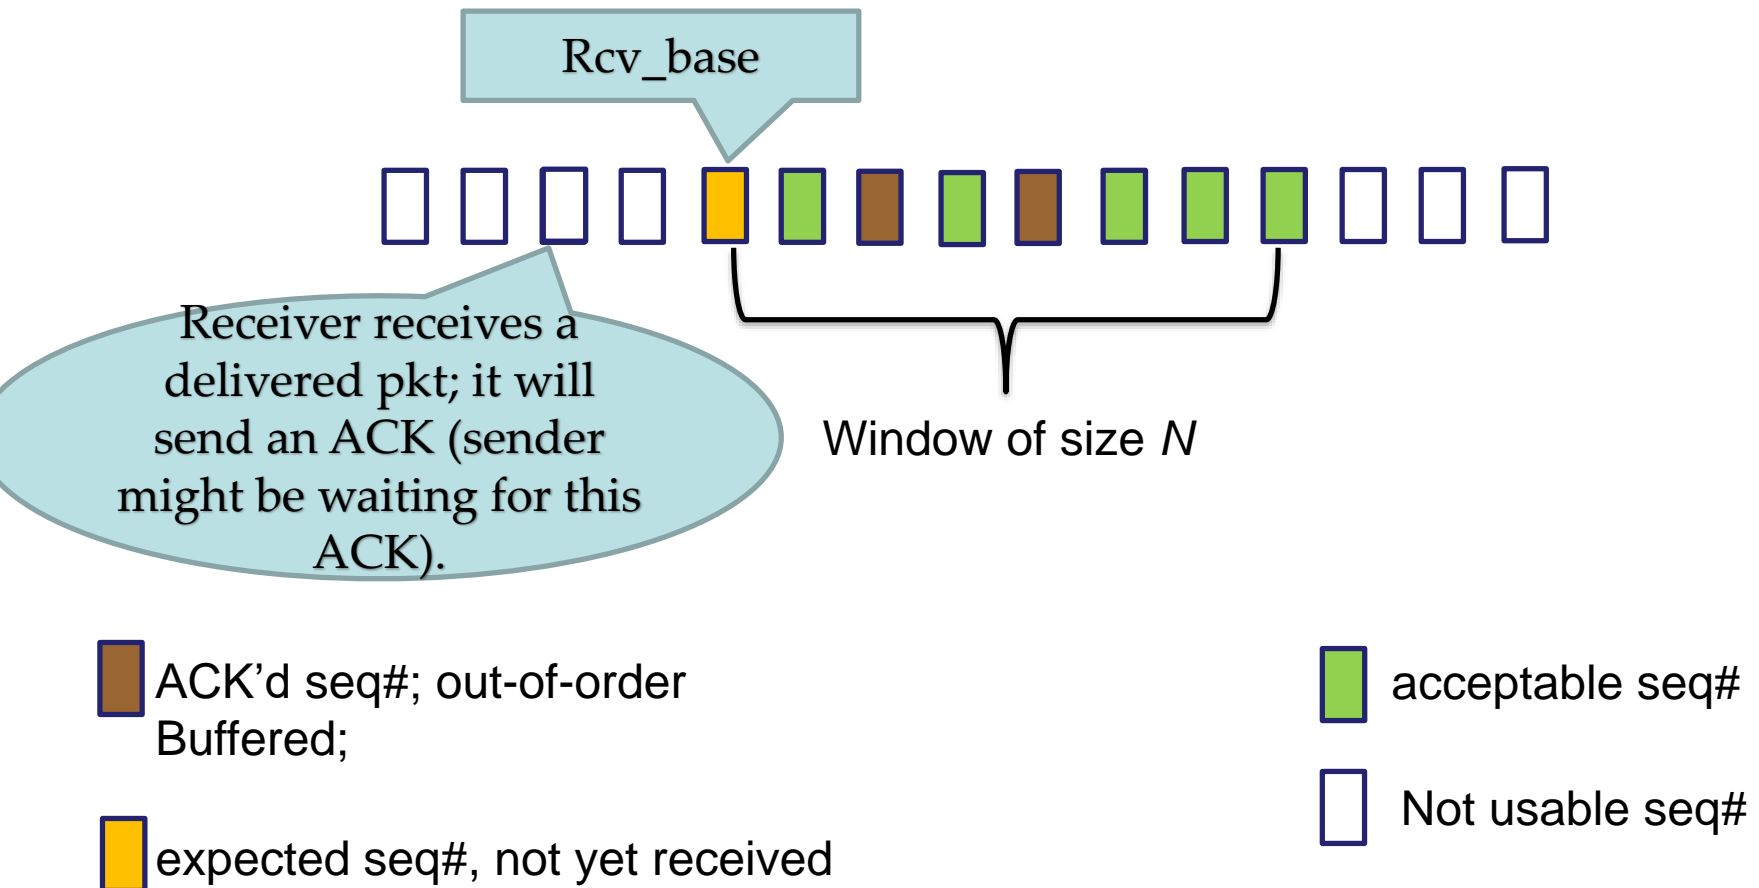 Rcv_base
Receiver receives a
delivered pkt; it will
send an ACK (sender
might be waiting for this
ACK).
Window of size N
ACK’d seq#; out-of-order
Buffered;
acceptable seq#
Not usable seq#
expected seq#, not yet received